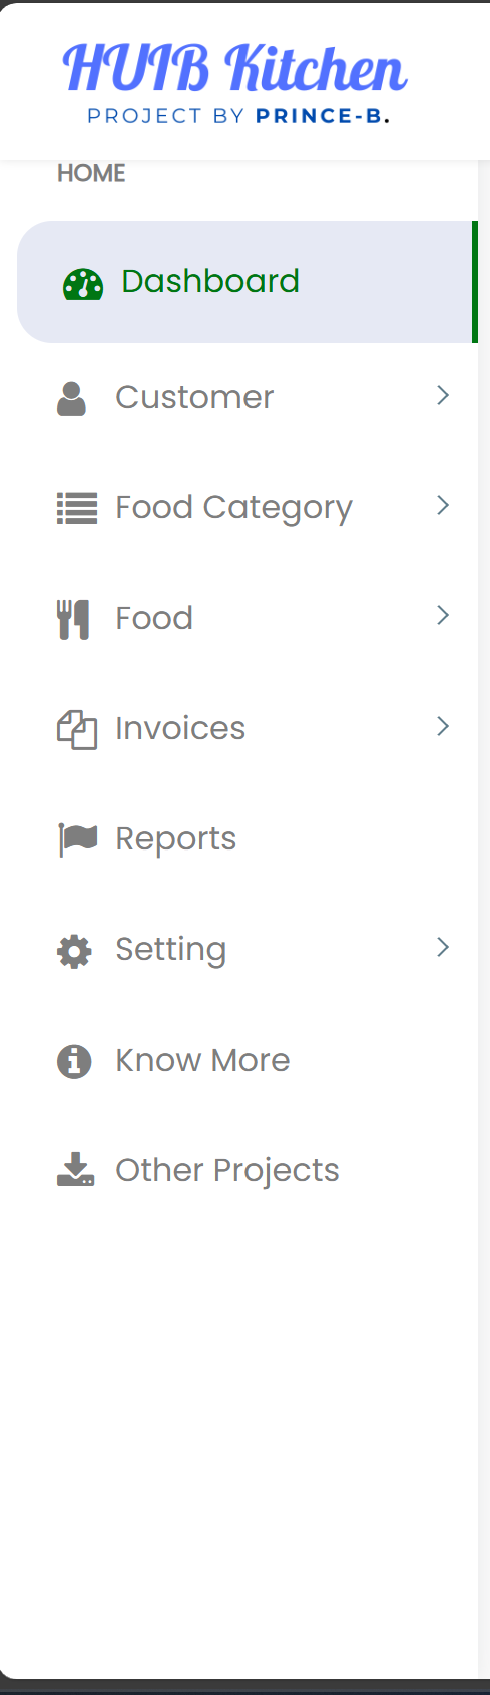 HUIB Kitchen
PROJECT BY PRINCE-B.
HOME
Dashboard
Customer
Food Category
Food
Invoices
Reports
Setting
Know More
Other Projects